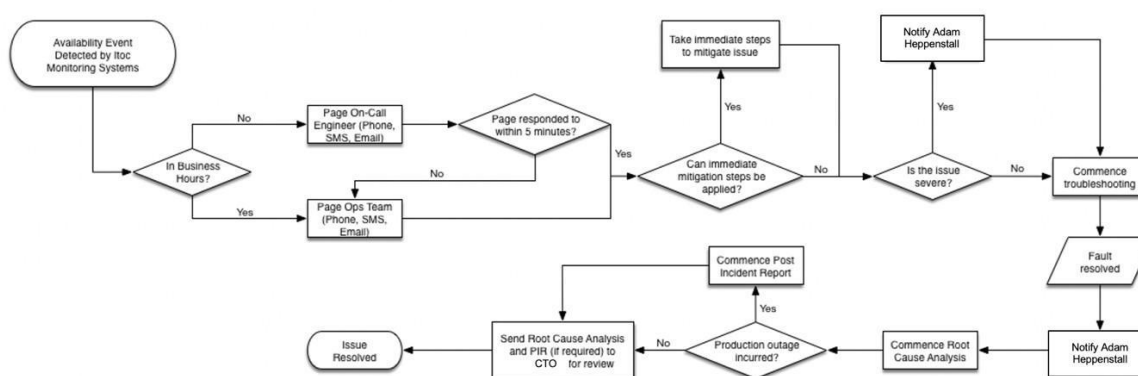 Availability Event
Detected by Itoc
Monitoring Systems
In Business
Hours?
No
Yes
Page On-Call
Engineer (Phone,
SMS, Email)
Page responded to
within 5 minutes?
No
Page Ops Team
(Phone, SMS,
Email)
Yes
Take immediate steps
to mitigate issue
Yes
Can immediate
mitigation steps be
applied?
No
Notify Adam
Heppenstall
Yes
Is the issue
severe?
No
Commence
troubleshooting
Fault
resolved
Notify Adam
Heppenstall
Commence Root
Cause Analysis
Production outage
incurred?
Yes
Commence Post
Incident Report
No
Send Root Cause Analysis
and PIR (if required) to
CTO for review
Issue
Resolved